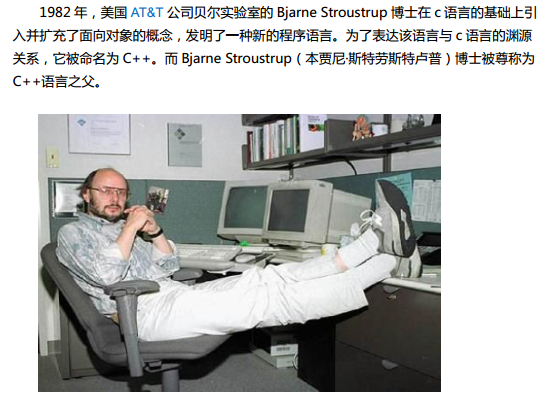 1982 年，美国 AT&T 公司贝尔实验室的 Bjarne Stroustrup 博士在 c 语言的基础上引
入并扩充了面向对象的概念，发明了一种新的程序语言。为了表达该语言与 c 语言的渊源
关系，它被命名为 C++。而 Bjarne Stroustrup（本贾尼·斯特劳斯特卢普）博士被尊称为
C++语言之父。